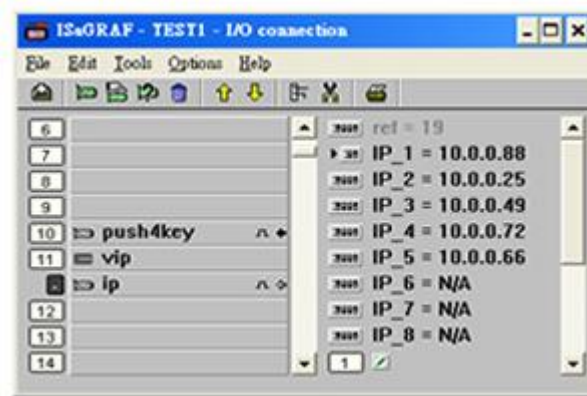 ISaGRAF - TEST1 - I/O connection
File Edit Tools Options Help
6
7
8
9
10 push4key
11 vip
ip
12
13
14
ref = 19
IP_1 = 10.0.0.88
IP_2 = 10.0.0.25
IP_3 = 10.0.0.49
IP_4 = 10.0.0.72
IP_5 = 10.0.0.66
IP_6 = N/A
IP_7 = N/A
IP_8 = N/A
1